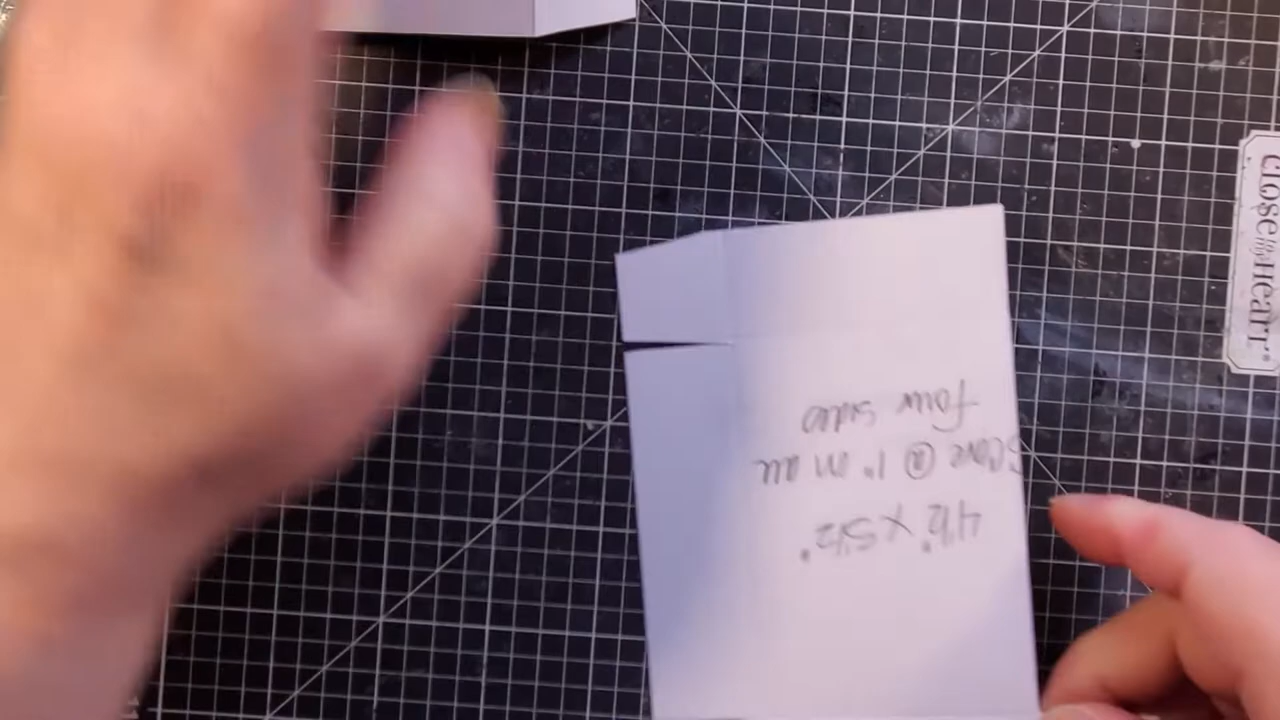 4½" x 5½"
Score @ 1" on all
four sides
CLOSE TO MY HEART®